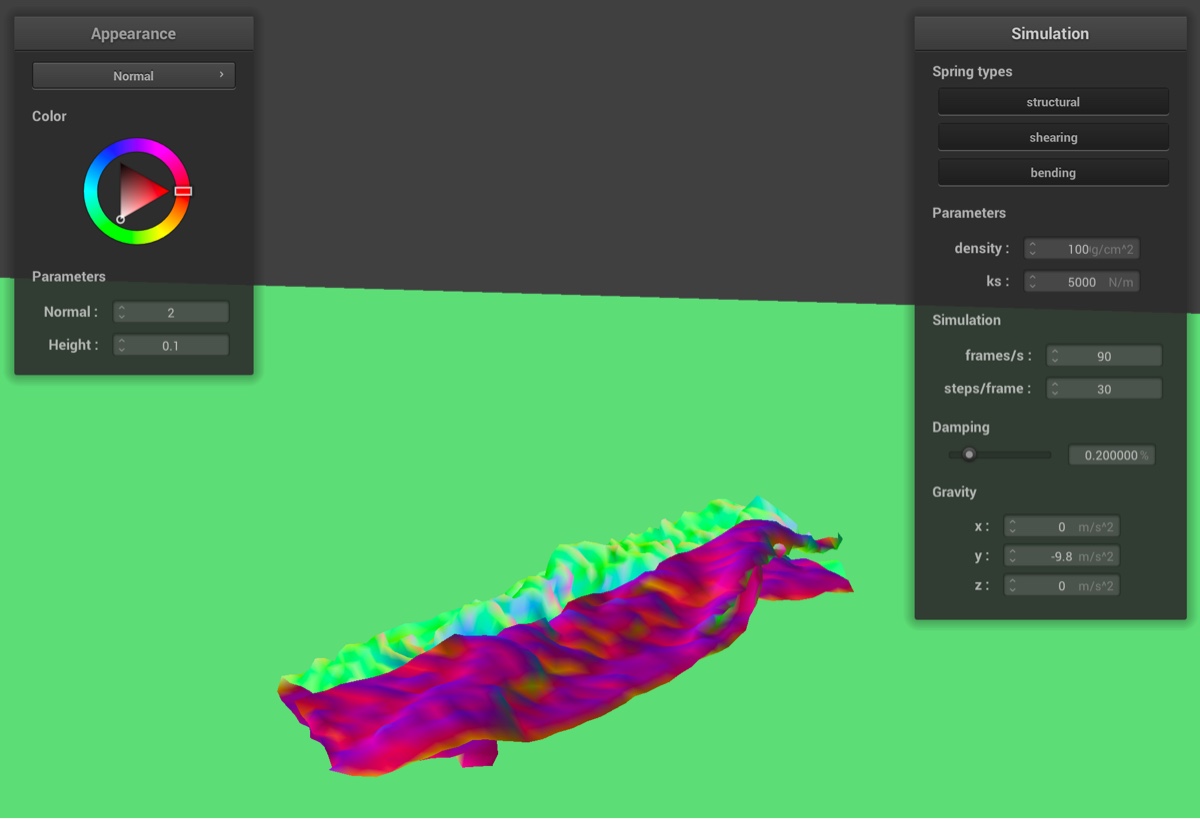 Appearance
Normal
Color
Parameters
Normal : 2
Height : 0.1
Simulation
Spring types
structural
shearing
bending
Parameters
density : 100 g/cm^2
ks : 5000 N/m
Simulation
frames/s : 90
steps/frame : 30
Damping
0.200000 %
Gravity
x : 0 m/s^2
y : -9.8 m/s^2
z : 0 m/s^2